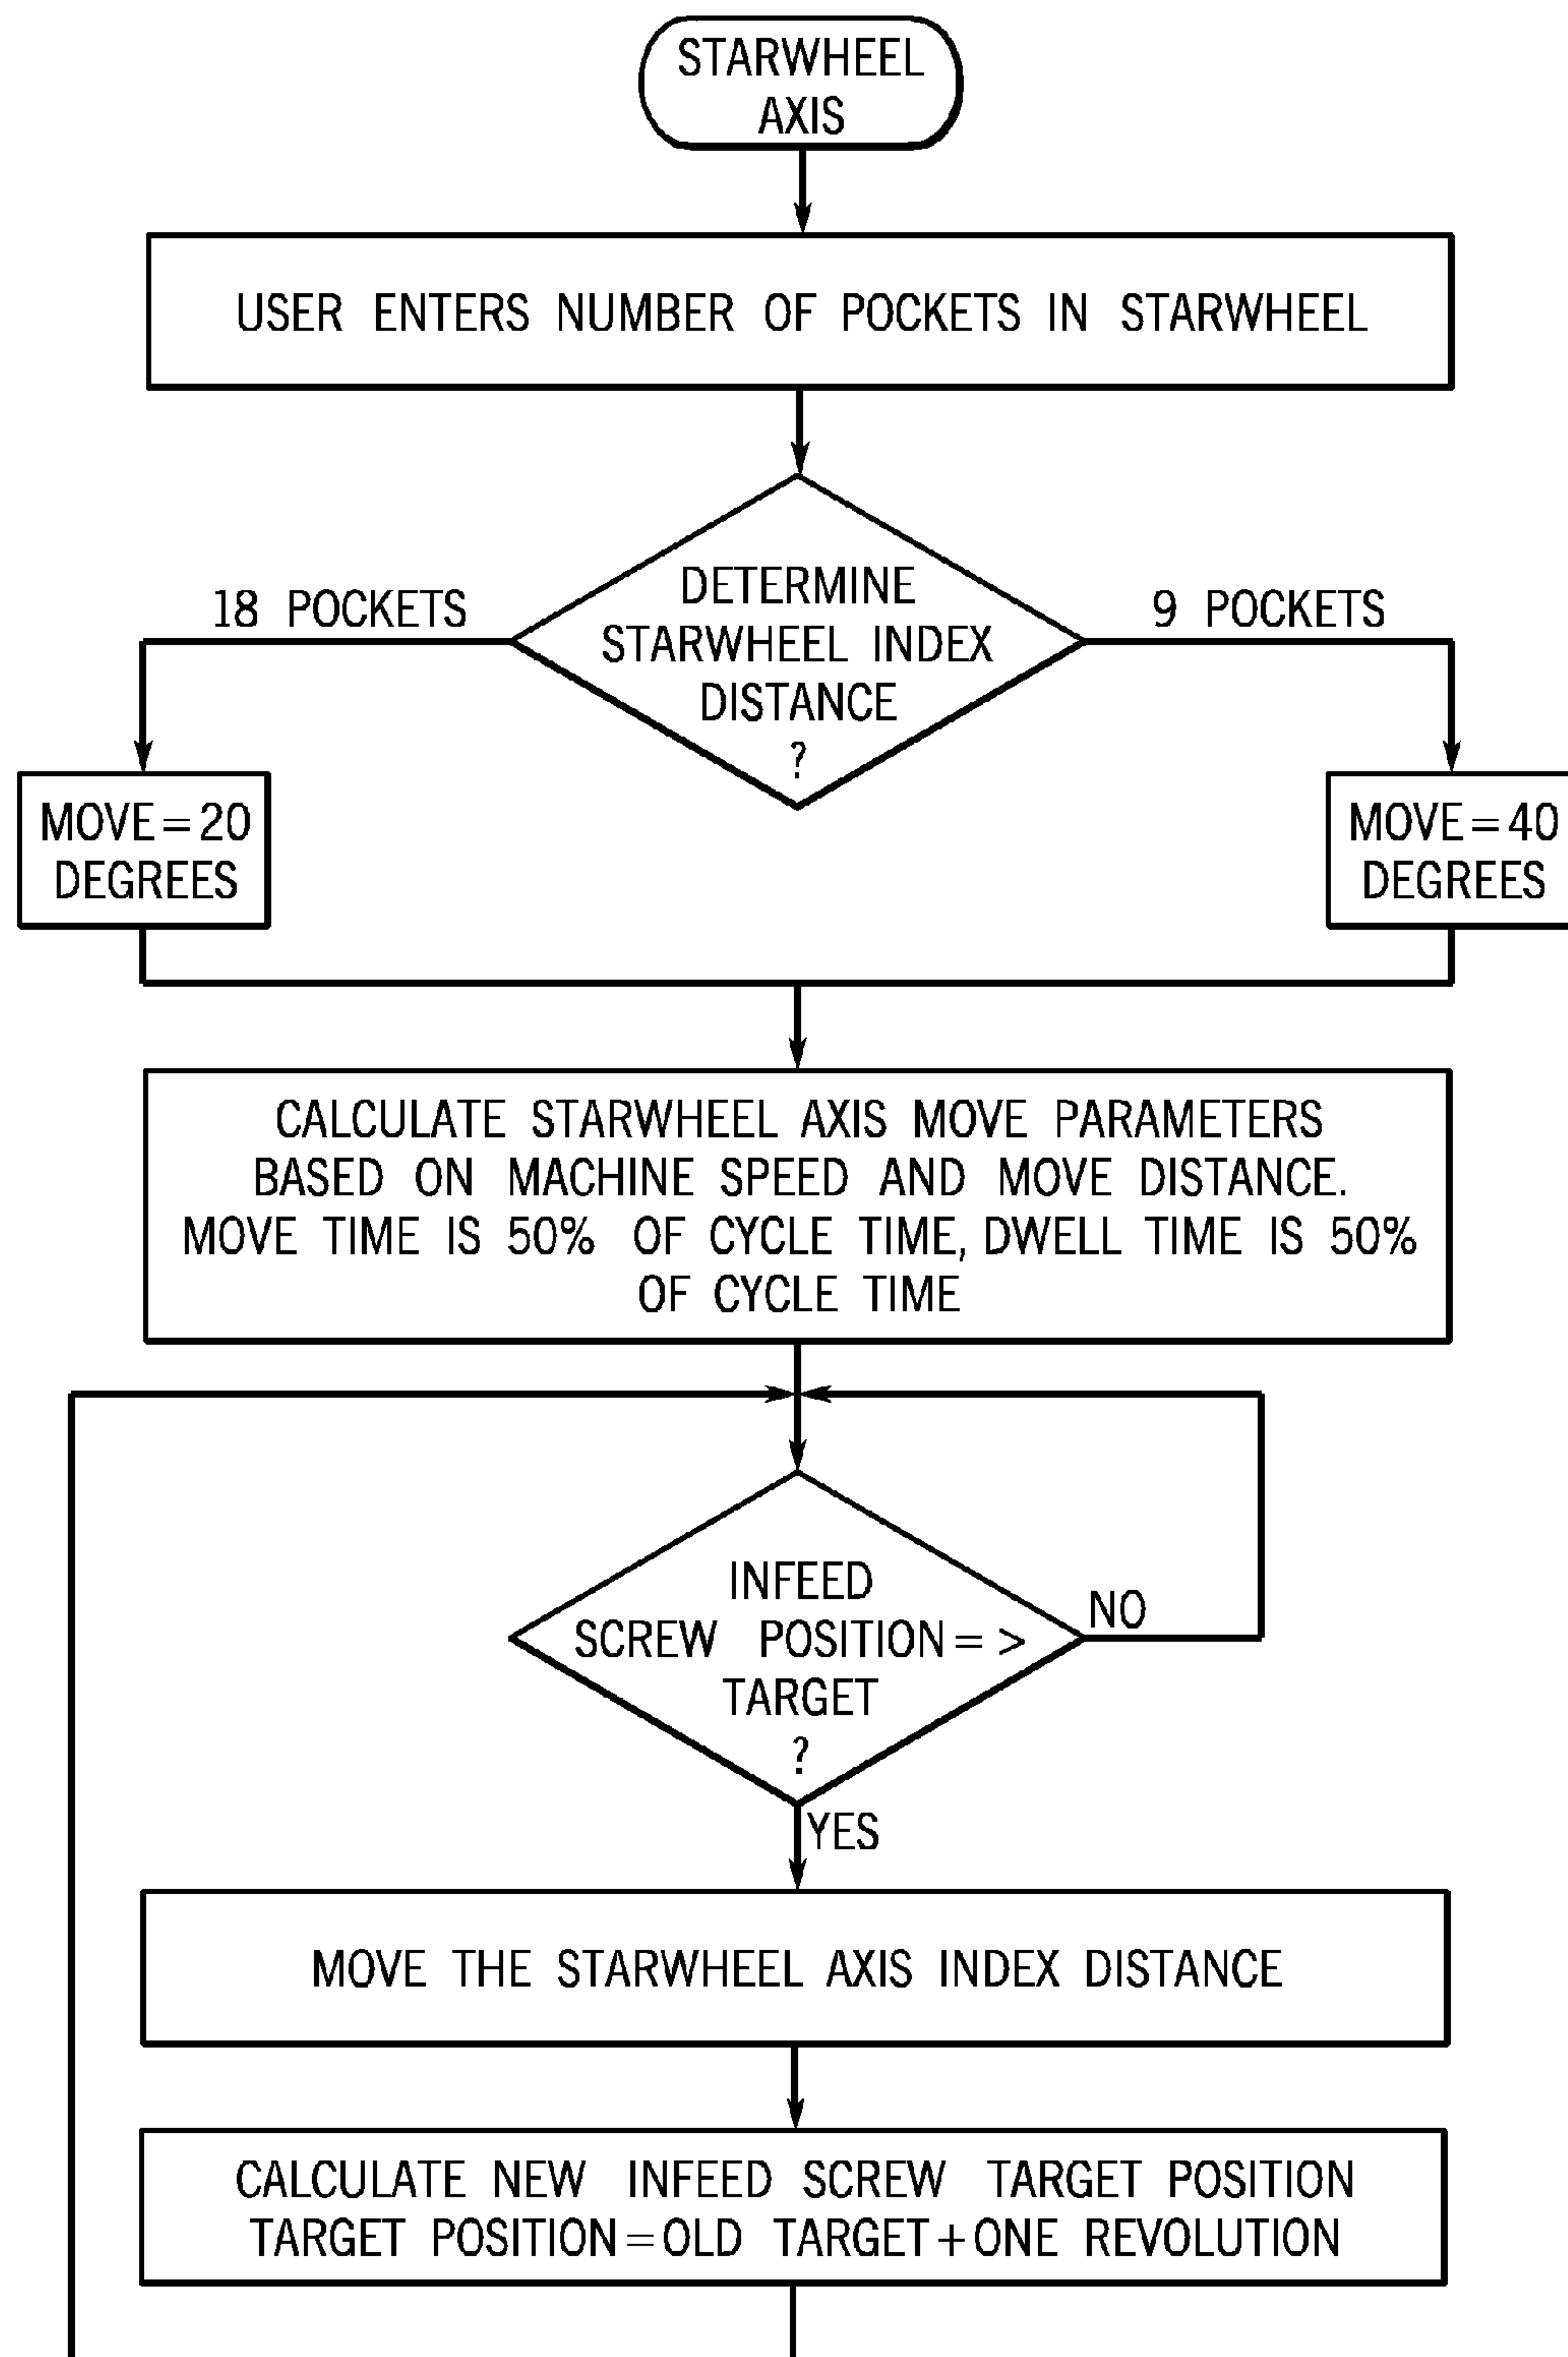 STARWHEEL
AXIS
USER ENTERS NUMBER OF POCKETS IN STARWHEEL
DETERMINE
STARWHEEL INDEX
DISTANCE
?
18 POCKETS
9 POCKETS
MOVE=20
DEGREES
MOVE=40
DEGREES
CALCULATE STARWHEEL AXIS MOVE PARAMETERS
BASED ON MACHINE SPEED AND MOVE DISTANCE.
MOVE TIME IS 50% OF CYCLE TIME, DWELL TIME IS 50%
OF CYCLE TIME
INFEED
SCREW POSITION= >
TARGET
?
NO
YES
MOVE THE STARWHEEL AXIS INDEX DISTANCE
CALCULATE NEW INFEED SCREW TARGET POSITION
TARGET POSITION=OLD TARGET+ONE REVOLUTION